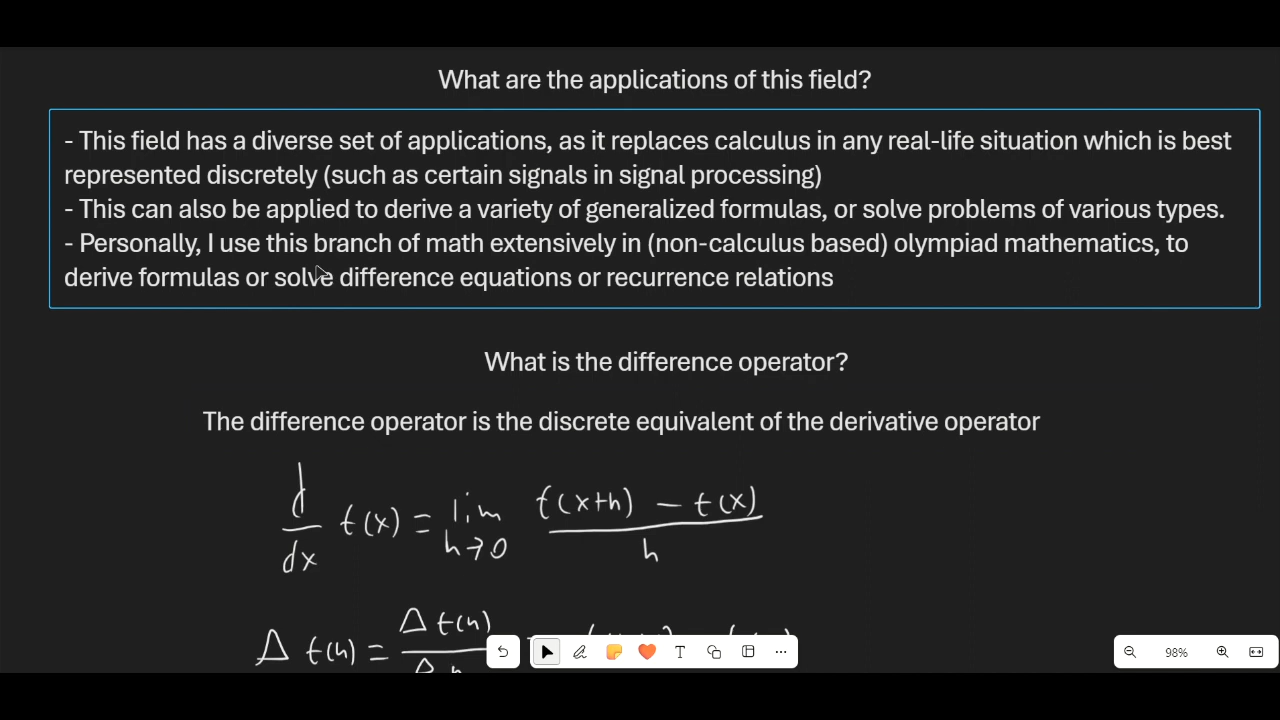 What are the applications of this field?
- This field has a diverse set of applications, as it replaces calculus in any real-life situation which is best
represented discretely (such as certain signals in signal processing)
- This can also be applied to derive a variety of generalized formulas, or solve problems of various types.
- Personally, I use this branch of math extensively in (non-calculus based) olympiad mathematics, to
derive formulas or solve difference equations or recurrence relations
What is the difference operator?
The difference operator is the discrete equivalent of the derivative operator
d/dx f(x) = lim h→0 (f(x+h) - f(x))/h
Δ f(n) = Δ f(n)
T
98%